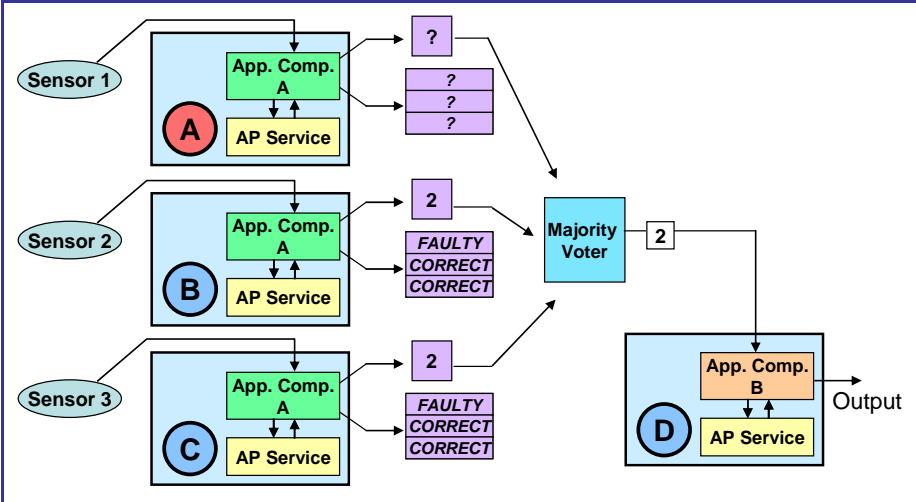 Sensor 1
App. Comp.
A
A
AP Service
?
?
?
?
Sensor 2
App. Comp.
A
B
AP Service
2
FAULTY
CORRECT
CORRECT
Majority
Voter
2
Sensor 3
App. Comp.
A
C
AP Service
2
FAULTY
CORRECT
CORRECT
App. Comp.
B
D
AP Service
Output